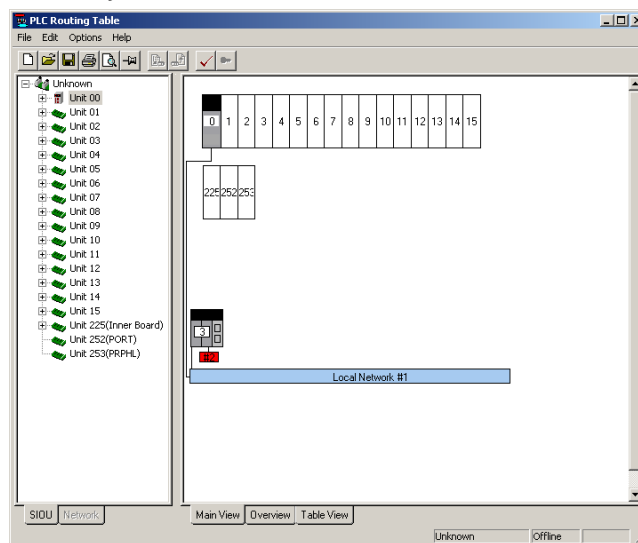 PLC Routing Table
File Edit Options Help
Unknown
Unit 00
Unit 01
Unit 02
Unit 03
Unit 04
Unit 05
Unit 06
Unit 07
Unit 08
Unit 09
Unit 10
Unit 11
Unit 12
Unit 13
Unit 14
Unit 15
Unit 225(Inner Board)
Unit 252(PORT)
Unit 253(PRPHL)
0 1 2 3 4 5 6 7 8 9 10 11 12 13 14 15
225 252 253
3
#2
Local Network #1
SIOU Network
Main View Overview Table View
Unknown Offline